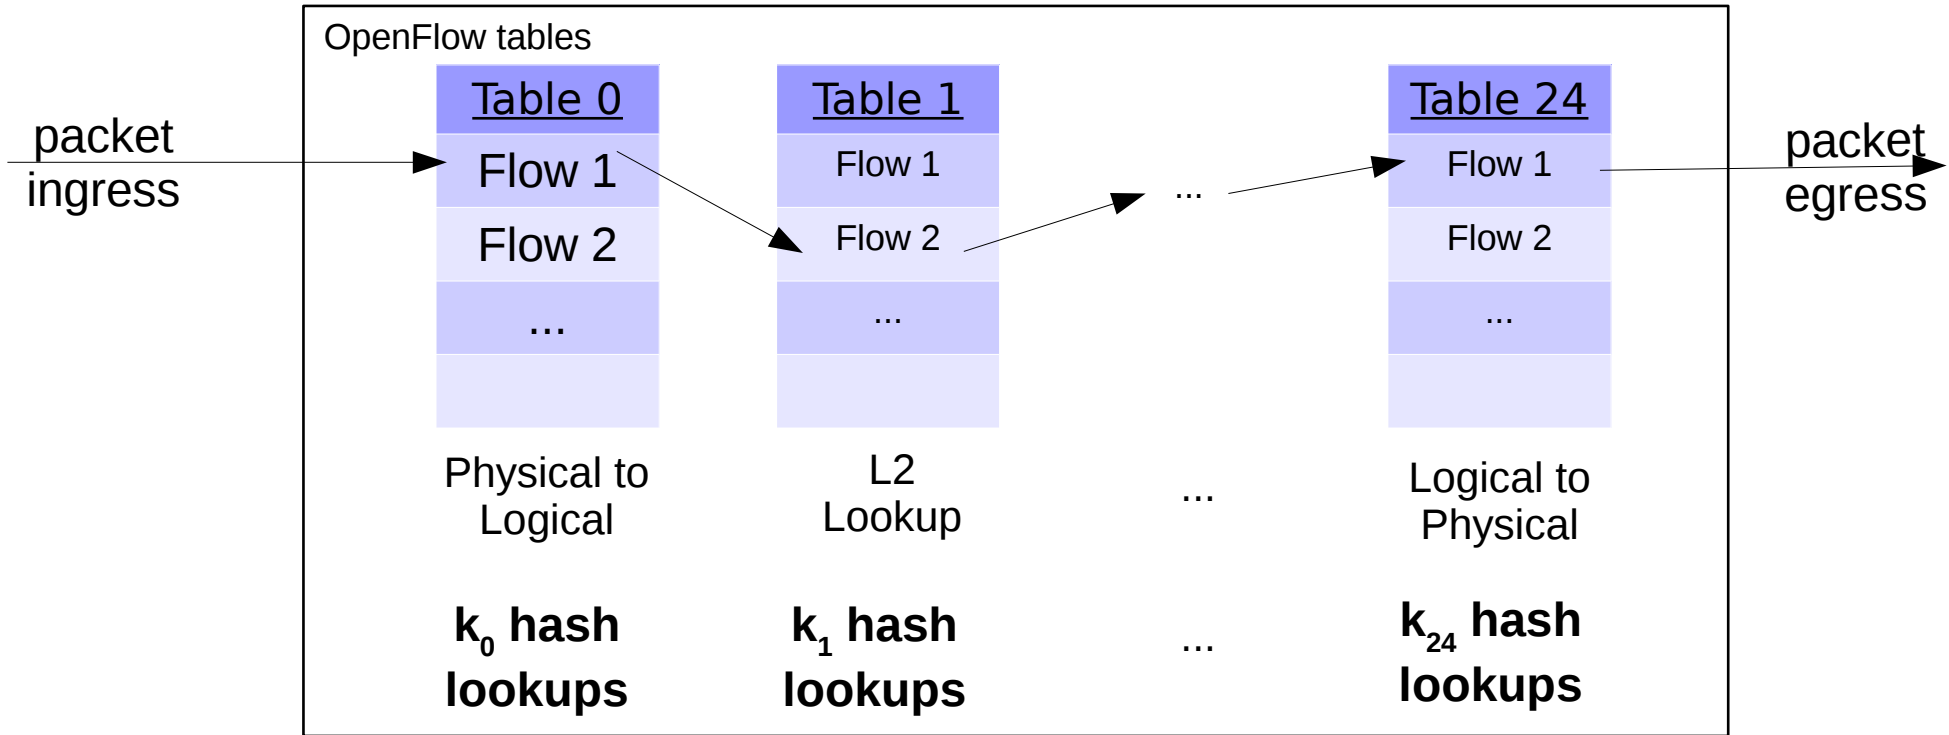 OpenFlow tables
packet
ingress
Table 0
Flow 1
Flow 2
...
Physical to
Logical
k0 hash
lookups
Table 1
Flow 1
Flow 2
...
L2
Lookup
k1 hash
lookups
...
...
...
Table 24
Flow 1
Flow 2
...
Logical to
Physical
k24 hash
lookups
packet
egress